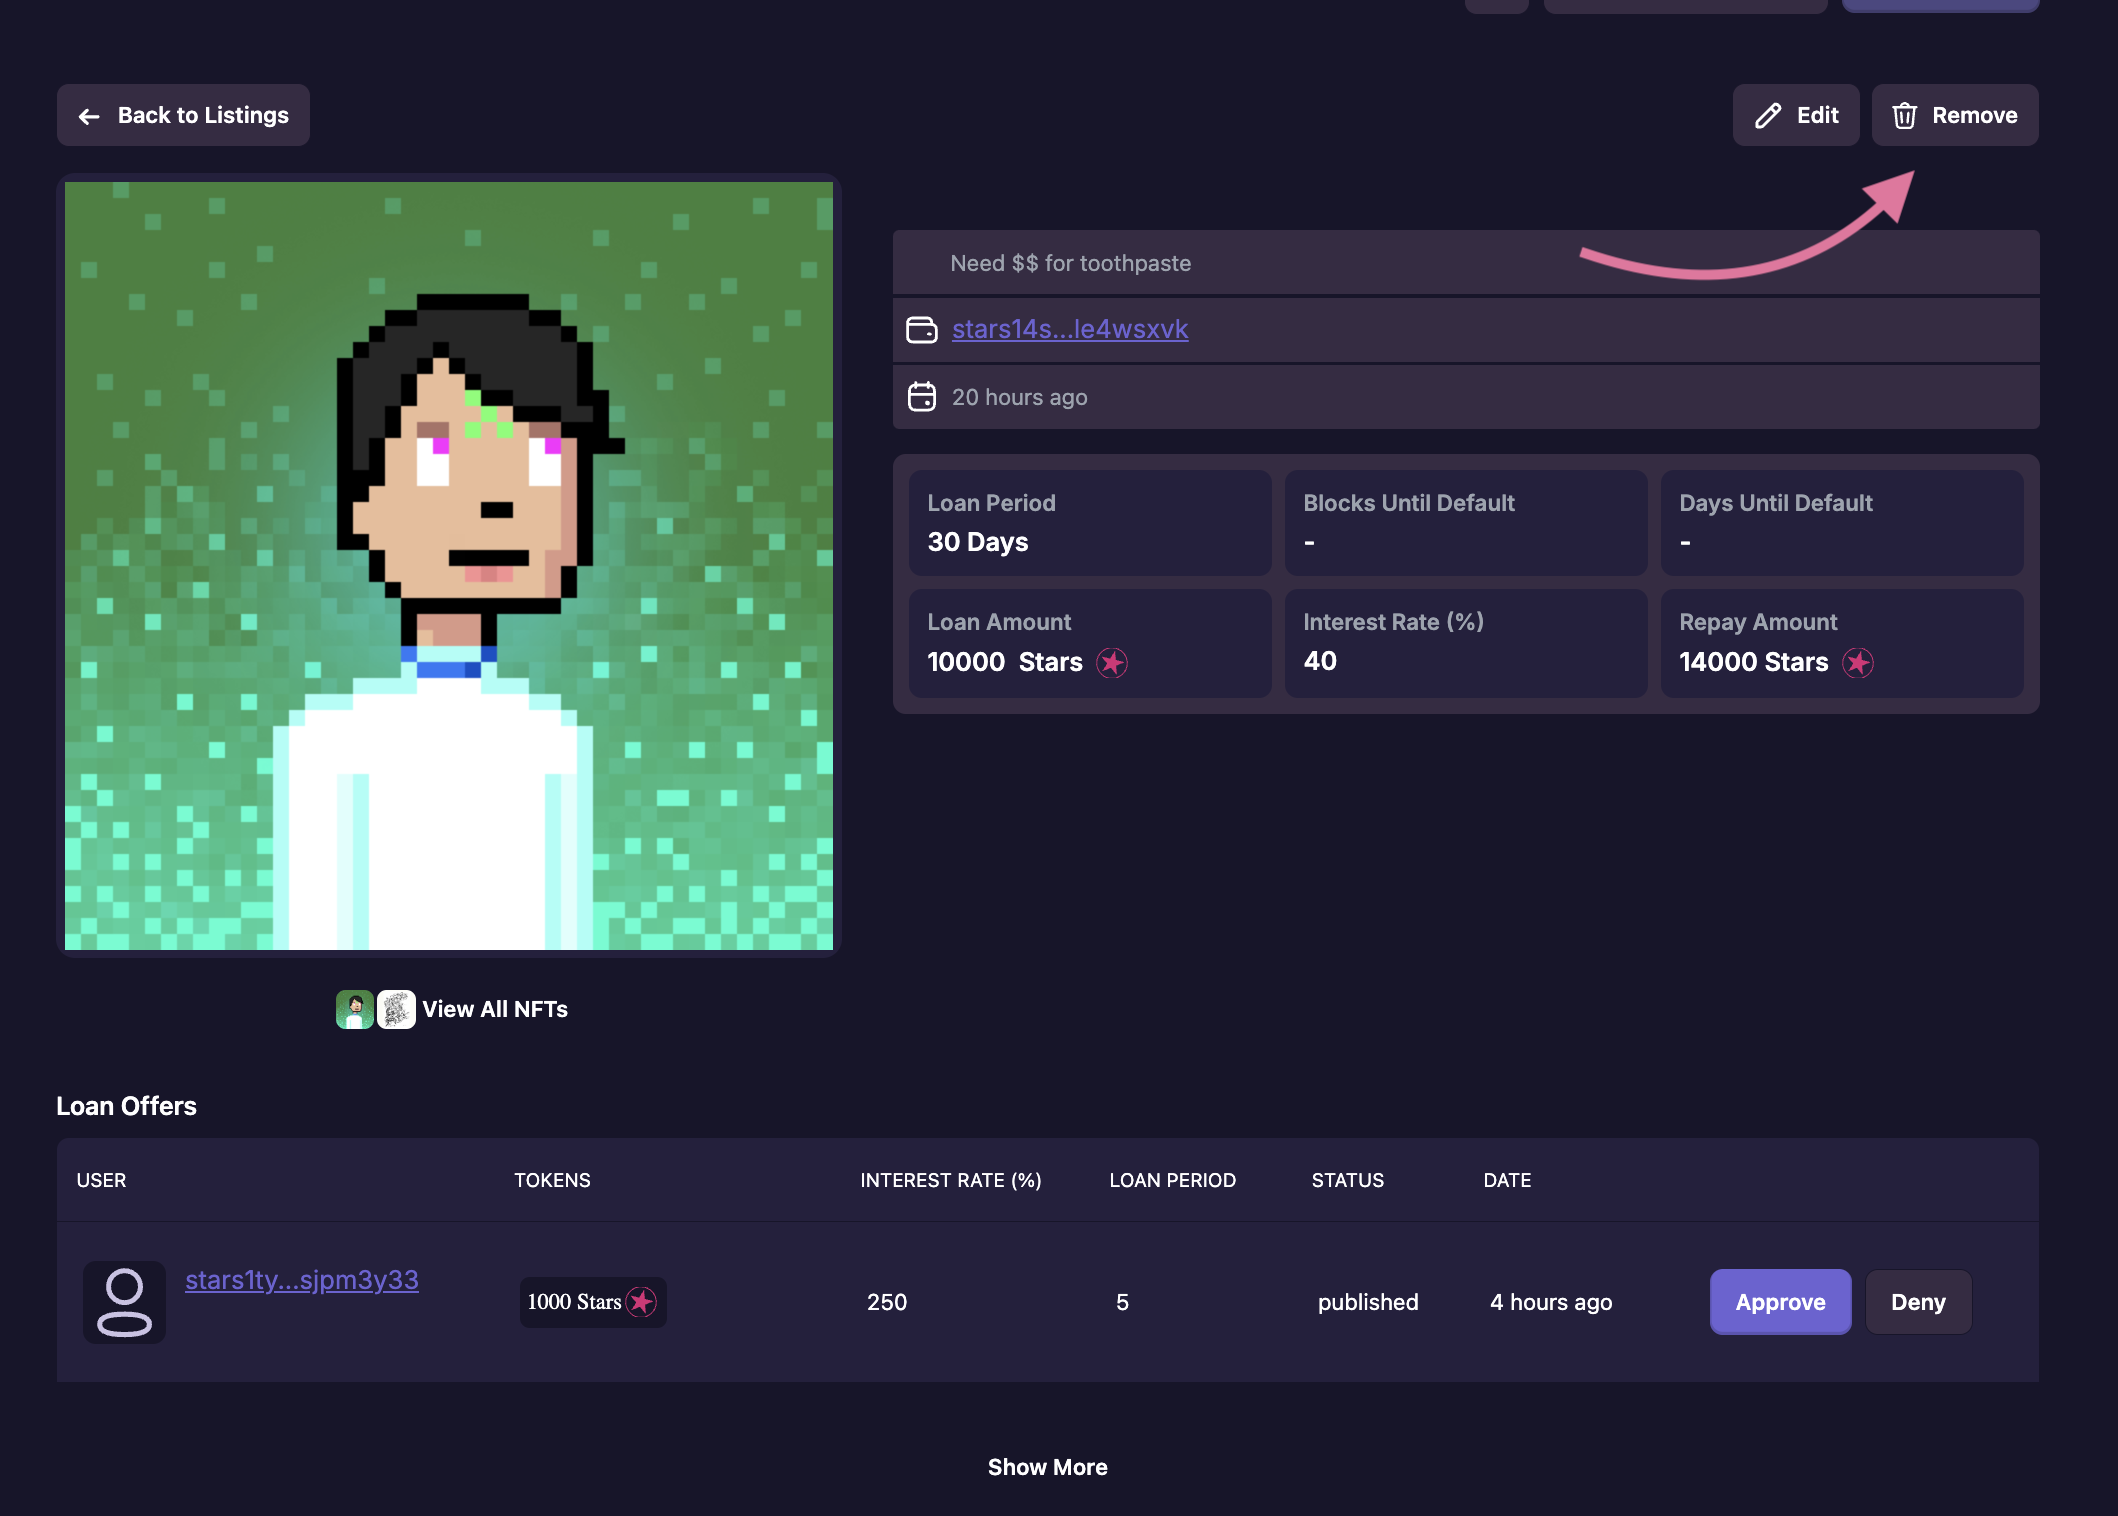 Back to Listings
Edit
Remove
Need $$ for toothpaste
stars14s...le4wsxvk
20 hours ago
Loan Period
30 Days
Blocks Until Default
-
Days Until Default
-
Loan Amount
10000 Stars
Interest Rate (%)
40
Repay Amount
14000 Stars
View All NFTs
Loan Offers
USER TOKENS INTEREST RATE (%) LOAN PERIOD STATUS DATE
stars1ty...sjpm3y33 1000 Stars 250 5 published 4 hours ago Approve Deny
Show More